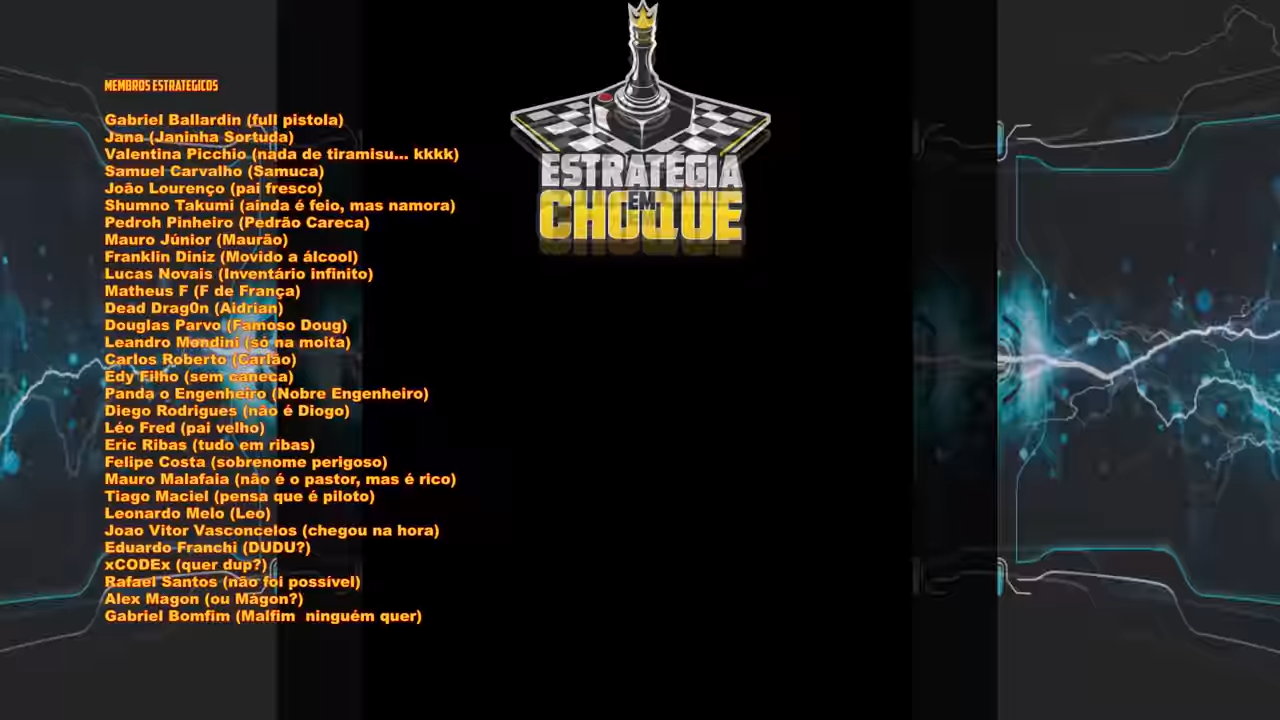 MEMBROS ESTRATEGICOS
Gabriel Ballardin (full pistola)
Jana (Janinha Sortuda)
Valentina Picchio (nada de tiramisu... kkkk)
Samuel Carvalho (Samuca)
João Lourenço (pai fresco)
Shumno Takumi (ainda é feio, mas namora)
Pedroh Pinheiro (Pedrão Careca)
Mauro Júnior (Maurão)
Franklin Diniz (Movido a álcool)
Lucas Novais (Inventário infinito)
Matheus F (F de França)
Dead Drag0n (Aidrian)
Douglas Parvo (Famoso Doug)
Leandro Mendini (só na moita)
Carlos Roberto (Carlão)
Edy Filho (sem caneca)
Panda o Engenheiro (Nobre Engenheiro)
Diego Rodrigues (não é Diogo)
Léo Fred (pai velho)
Eric Ribas (tudo em ribas)
Felipe Costa (sobrenome perigoso)
Mauro Malafaia (não é o pastor, mas é rico)
Tiago Maciel (pensa que é piloto)
Leonardo Melo (Leo)
Joao Vitor Vasconcelos (chegou na hora)
Eduardo Franchi (DUDU?)
xCODEx (quer dup?)
Rafael Santos (não foi possível)
Alex Magon (ou Mágon?)
Gabriel Bomfim (Malfim  ninguém quer)
ESTRATÉGIA
EM
CHOQUE